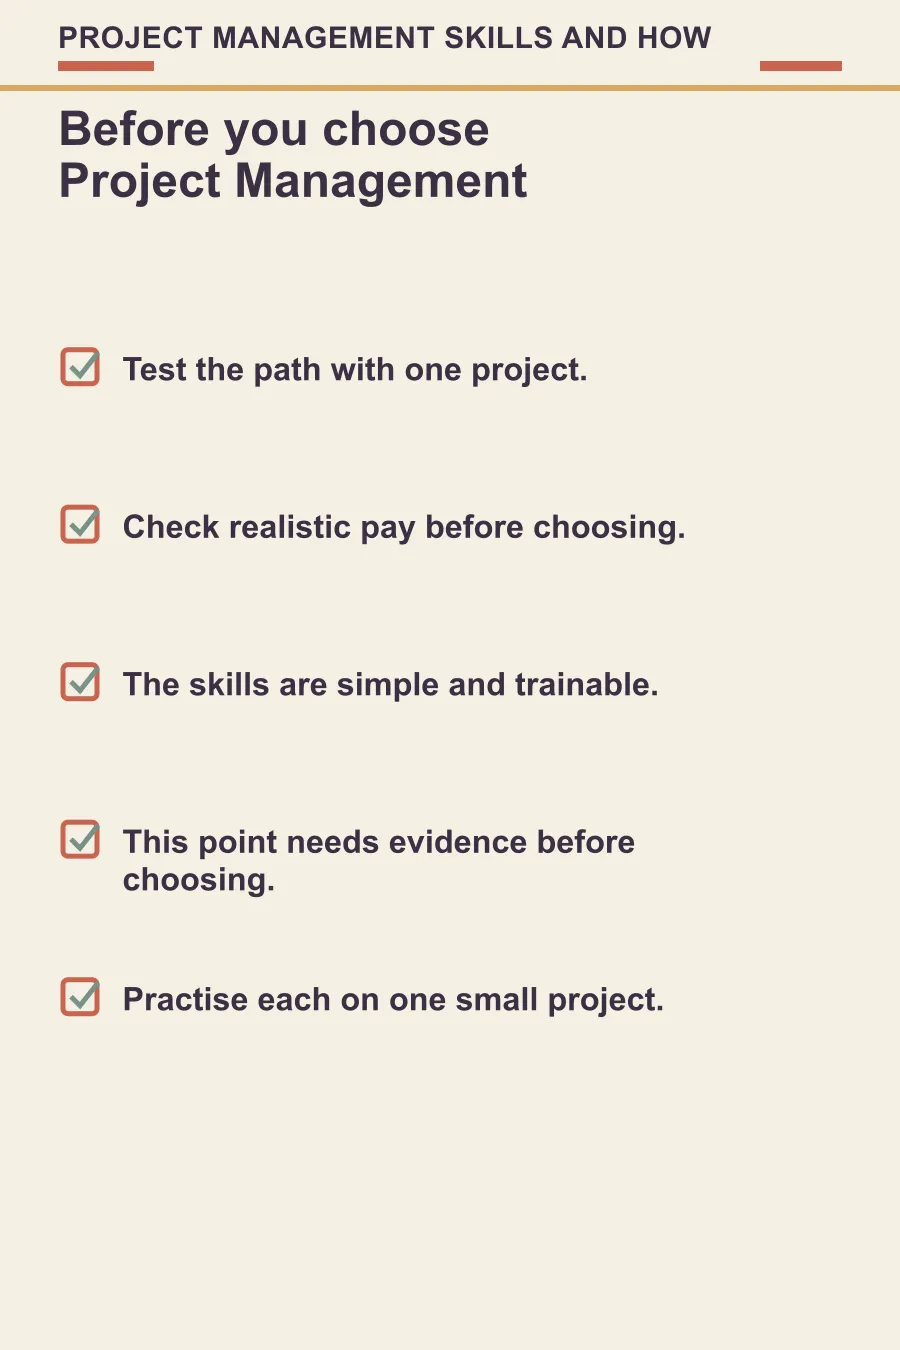 PROJECT MANAGEMENT SKILLS AND HOW
Before you choose
Project Management
Test the path with one project.
Check realistic pay before choosing.
The skills are simple and trainable.
This point needs evidence before
choosing.
Practise each on one small project.